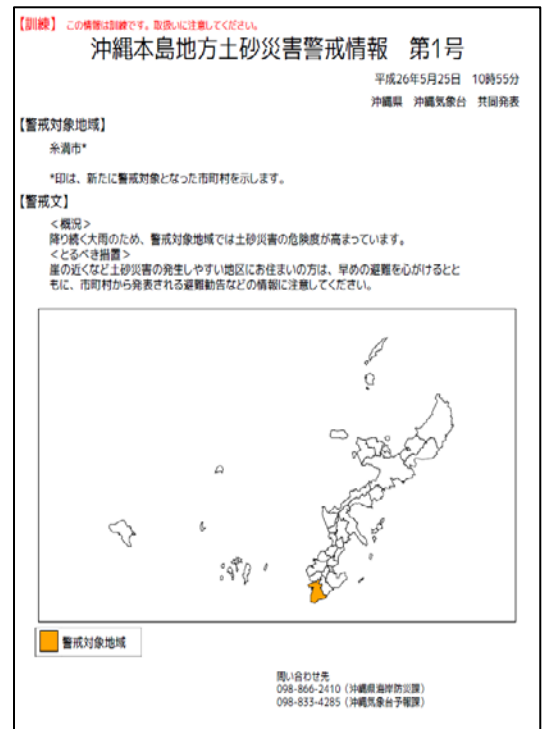 【訓練】 この情報は訓練です。取扱いに注意してください。
沖縄本島地方土砂災害警戒情報　第1号
平成26年5月25日　10時55分
沖縄県　沖縄気象台　共同発表
【警戒対象地域】
糸満市*
*印は、新たに警戒対象となった市町村を示します。
【警戒文】
＜概況＞
降り続く大雨のため、警戒対象地域では土砂災害の危険度が高まっています。
＜とるべき措置＞
崖の近くなど土砂災害の発生しやすい地区にお住まいの方は、早めの避難を心がけるとと
もに、市町村から発表される避難勧告などの情報に注意してください。
警戒対象地域
問い合わせ先
098-866-2410（沖縄県海岸防災課）
098-833-4285（沖縄気象台予報課）